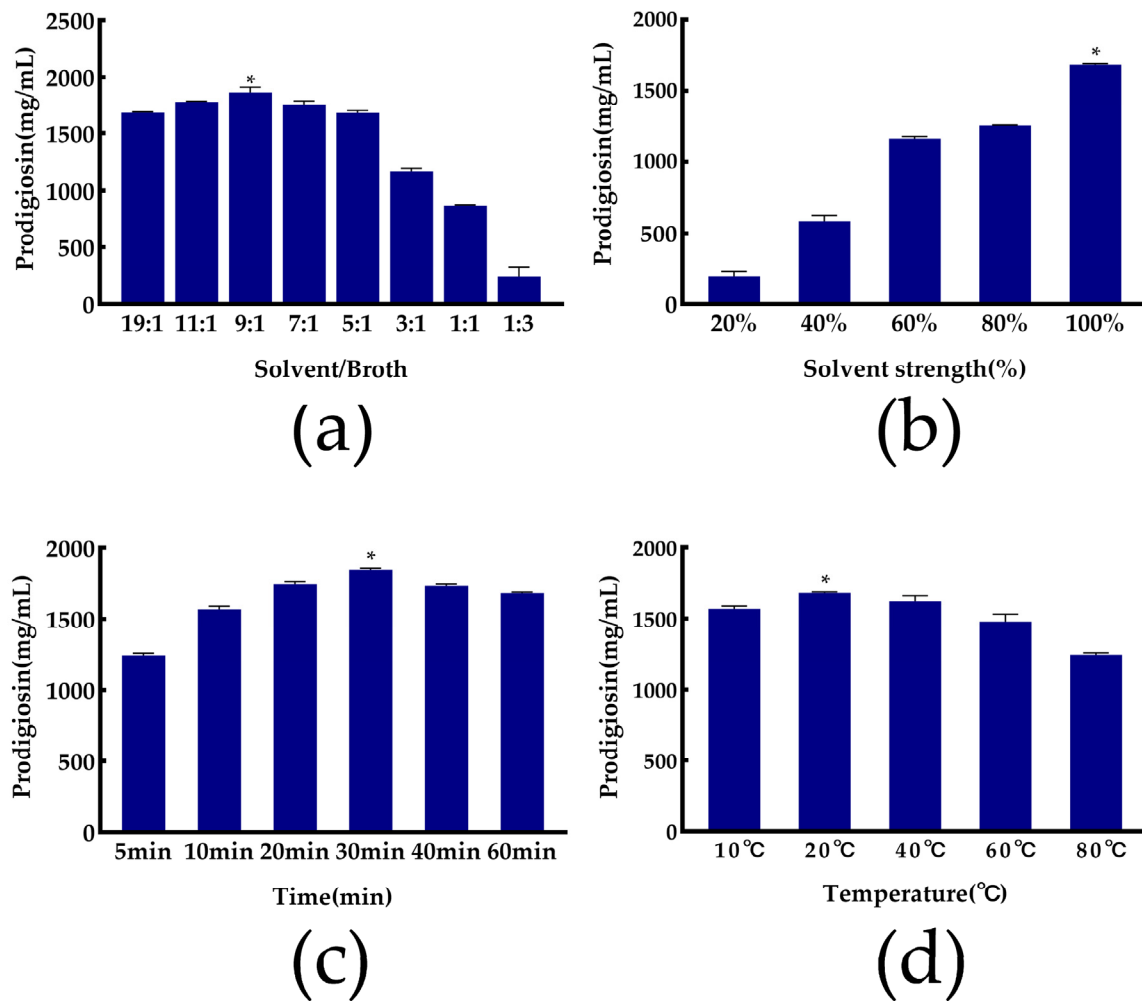 Prodigiosin(mg/mL)
2500
2000
1500
1000
500
0
*
19:1 11:1 9:1 7:1 5:1 3:1 1:1 1:3
Solvent/Broth
(a)
Prodigiosin(mg/mL)
2000
1500
1000
500
0
*
20% 40% 60% 80% 100%
Solvent strength(%)
(b)
Prodigiosin(mg/mL)
2000
1500
1000
500
0
*
5min 10min 20min 30min 40min 60min
Time(min)
(c)
Prodigiosin(mg/mL)
2000
1500
1000
500
0
*
10℃ 20℃ 40℃ 60℃ 80℃
Temperature(℃)
(d)